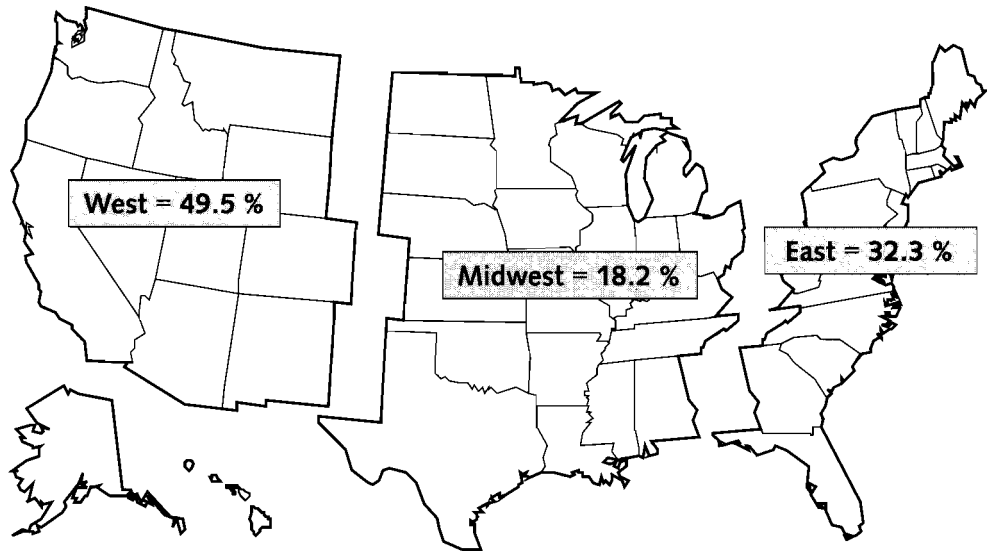 West = 49.5 %
Midwest = 18.2 %
East = 32.3 %